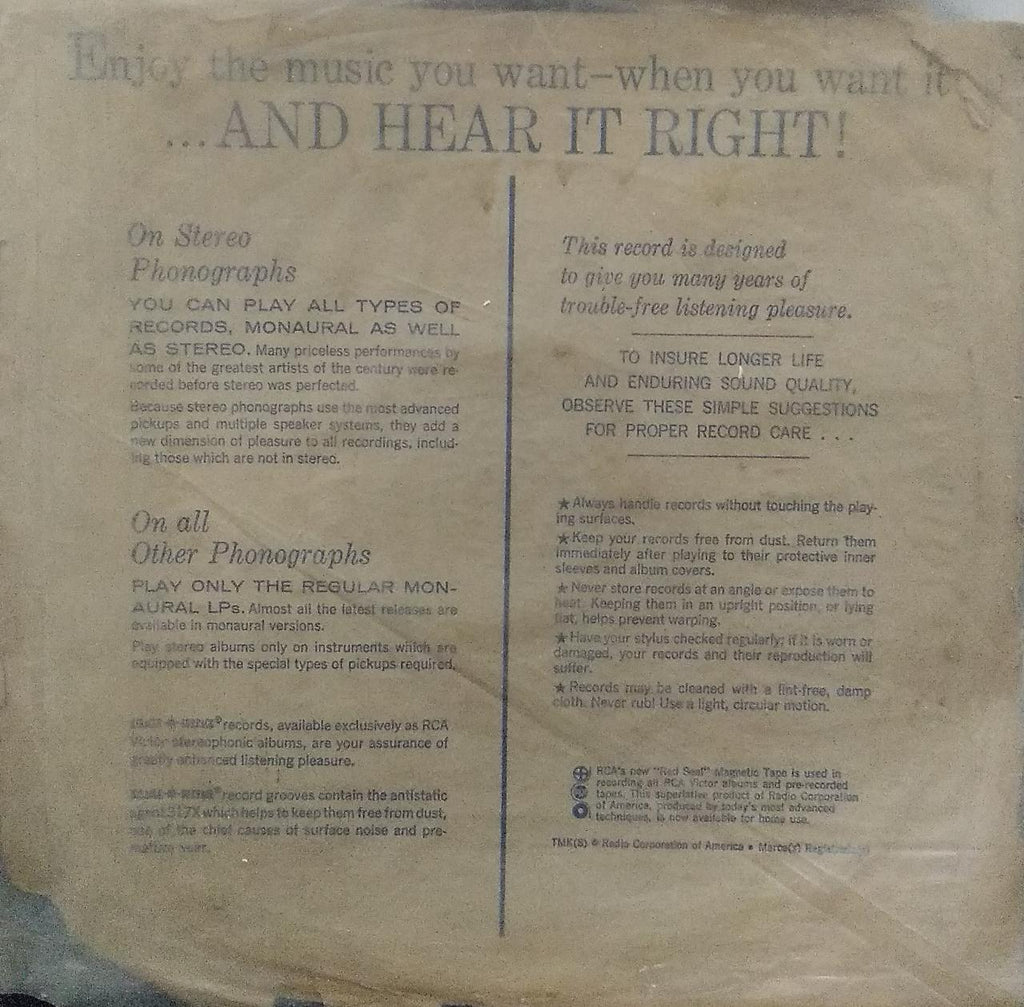 Enjoy the music you want—when you want it
...AND HEAR IT RIGHT!
On Stereo
Phonographs
YOU CAN PLAY ALL TYPES OF
RECORDS, MONAURAL AS WELL
AS STEREO. Many priceless performances by
some of the greatest artists of the century were re-
corded before stereo was perfected.
Because stereo phonographs use the most advanced
pickups and multiple speaker systems, they add a
new dimension of pleasure to all recordings, includ-
ing those which are not in stereo.
On all
Other Phonographs
PLAY ONLY THE REGULAR MON-
AURAL LPs. Almost all the latest releases are
available in monaural versions.
Play stereo albums only on instruments which are
equipped with the special types of pickups required.
records, available exclusively as RCA
Victor stereophonic albums, are your assurance of
greatly enhanced listening pleasure.
record grooves contain the antistatic
agent 317X which helps to keep them free from dust,
one of the chief causes of surface noise and pre-
mature wear.
This record is designed
to give you many years of
trouble-free listening pleasure.
TO INSURE LONGER LIFE
AND ENDURING SOUND QUALITY,
OBSERVE THESE SIMPLE SUGGESTIONS
FOR PROPER RECORD CARE . . .
★ Always handle records without touching the play-
ing surfaces.
★ Keep your records free from dust. Return them
immediately after playing to their protective inner
sleeves and album covers.
★ Never store records at an angle or expose them to
heat. Keeping them in an upright position, or lying
flat, helps prevent warping.
★ Have your stylus checked regularly; if it is worn or
damaged, your records and their reproduction will
suffer.
★ Records may be cleaned with a lint-free, damp
cloth. Never rub! Use a light, circular motion.
RCA's new "Red Seal" Magnetic Tape is used in
recording all RCA Victor albums and pre-recorded
tapes. This superlative product of Radio Corporation
of America, produced by today's most advanced
techniques, is now available for home use.
TMK(S) ® Radio Corporation of America • Marca(s)